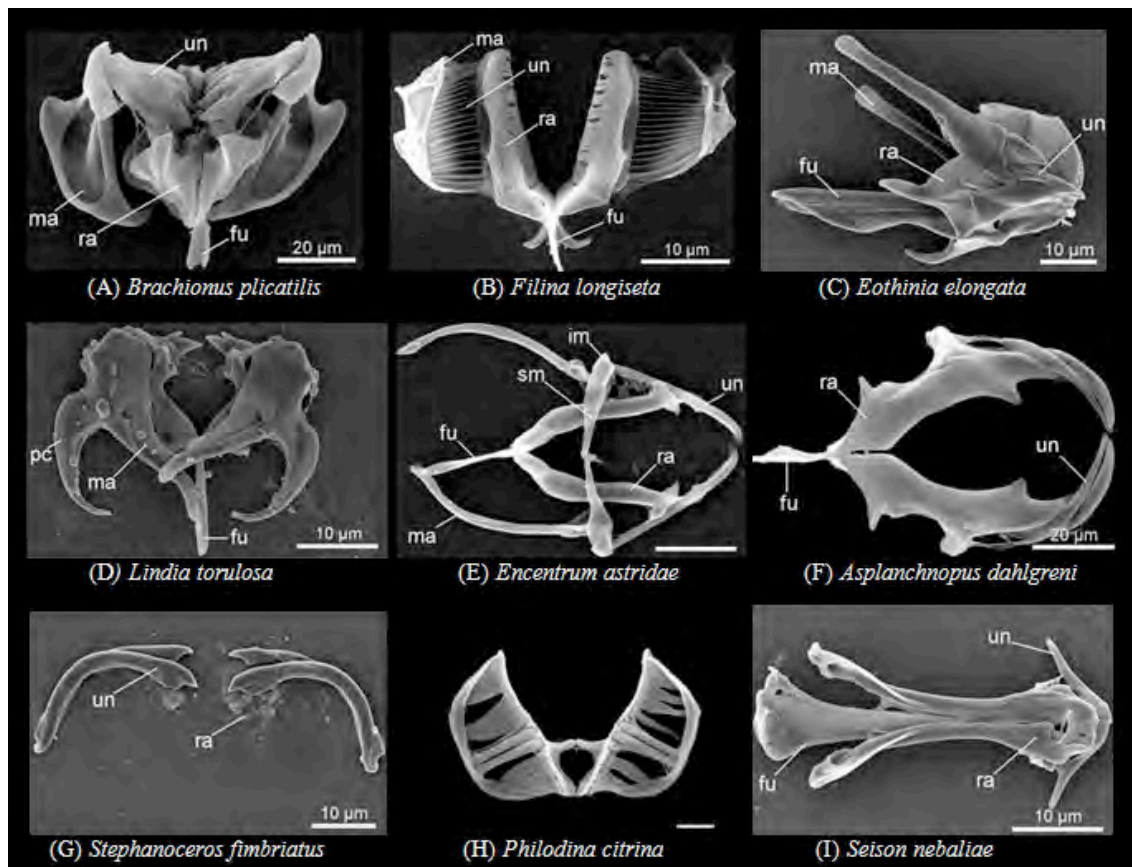 un
ma
ra
fu
20 µm
(A) Brachionus plicatilis
ma
un
ra
fu
10 µm
(B) Filina longiseta
ma
un
ra
fu
10 µm
(C) Eothinia elongata
pc
ma
fu
10 µm
(D) Lindia torulosa
im
sm
un
fu
ra
ma
(E) Encentrum astridae
ra
un
fu
20 µm
(F) Asplanchnopus dahlgreni
un
ra
10 µm
(G) Stephanoceros fimbriatus
(H) Philodina citrina
un
fu
ra
10 µm
(I) Seison nebaliae